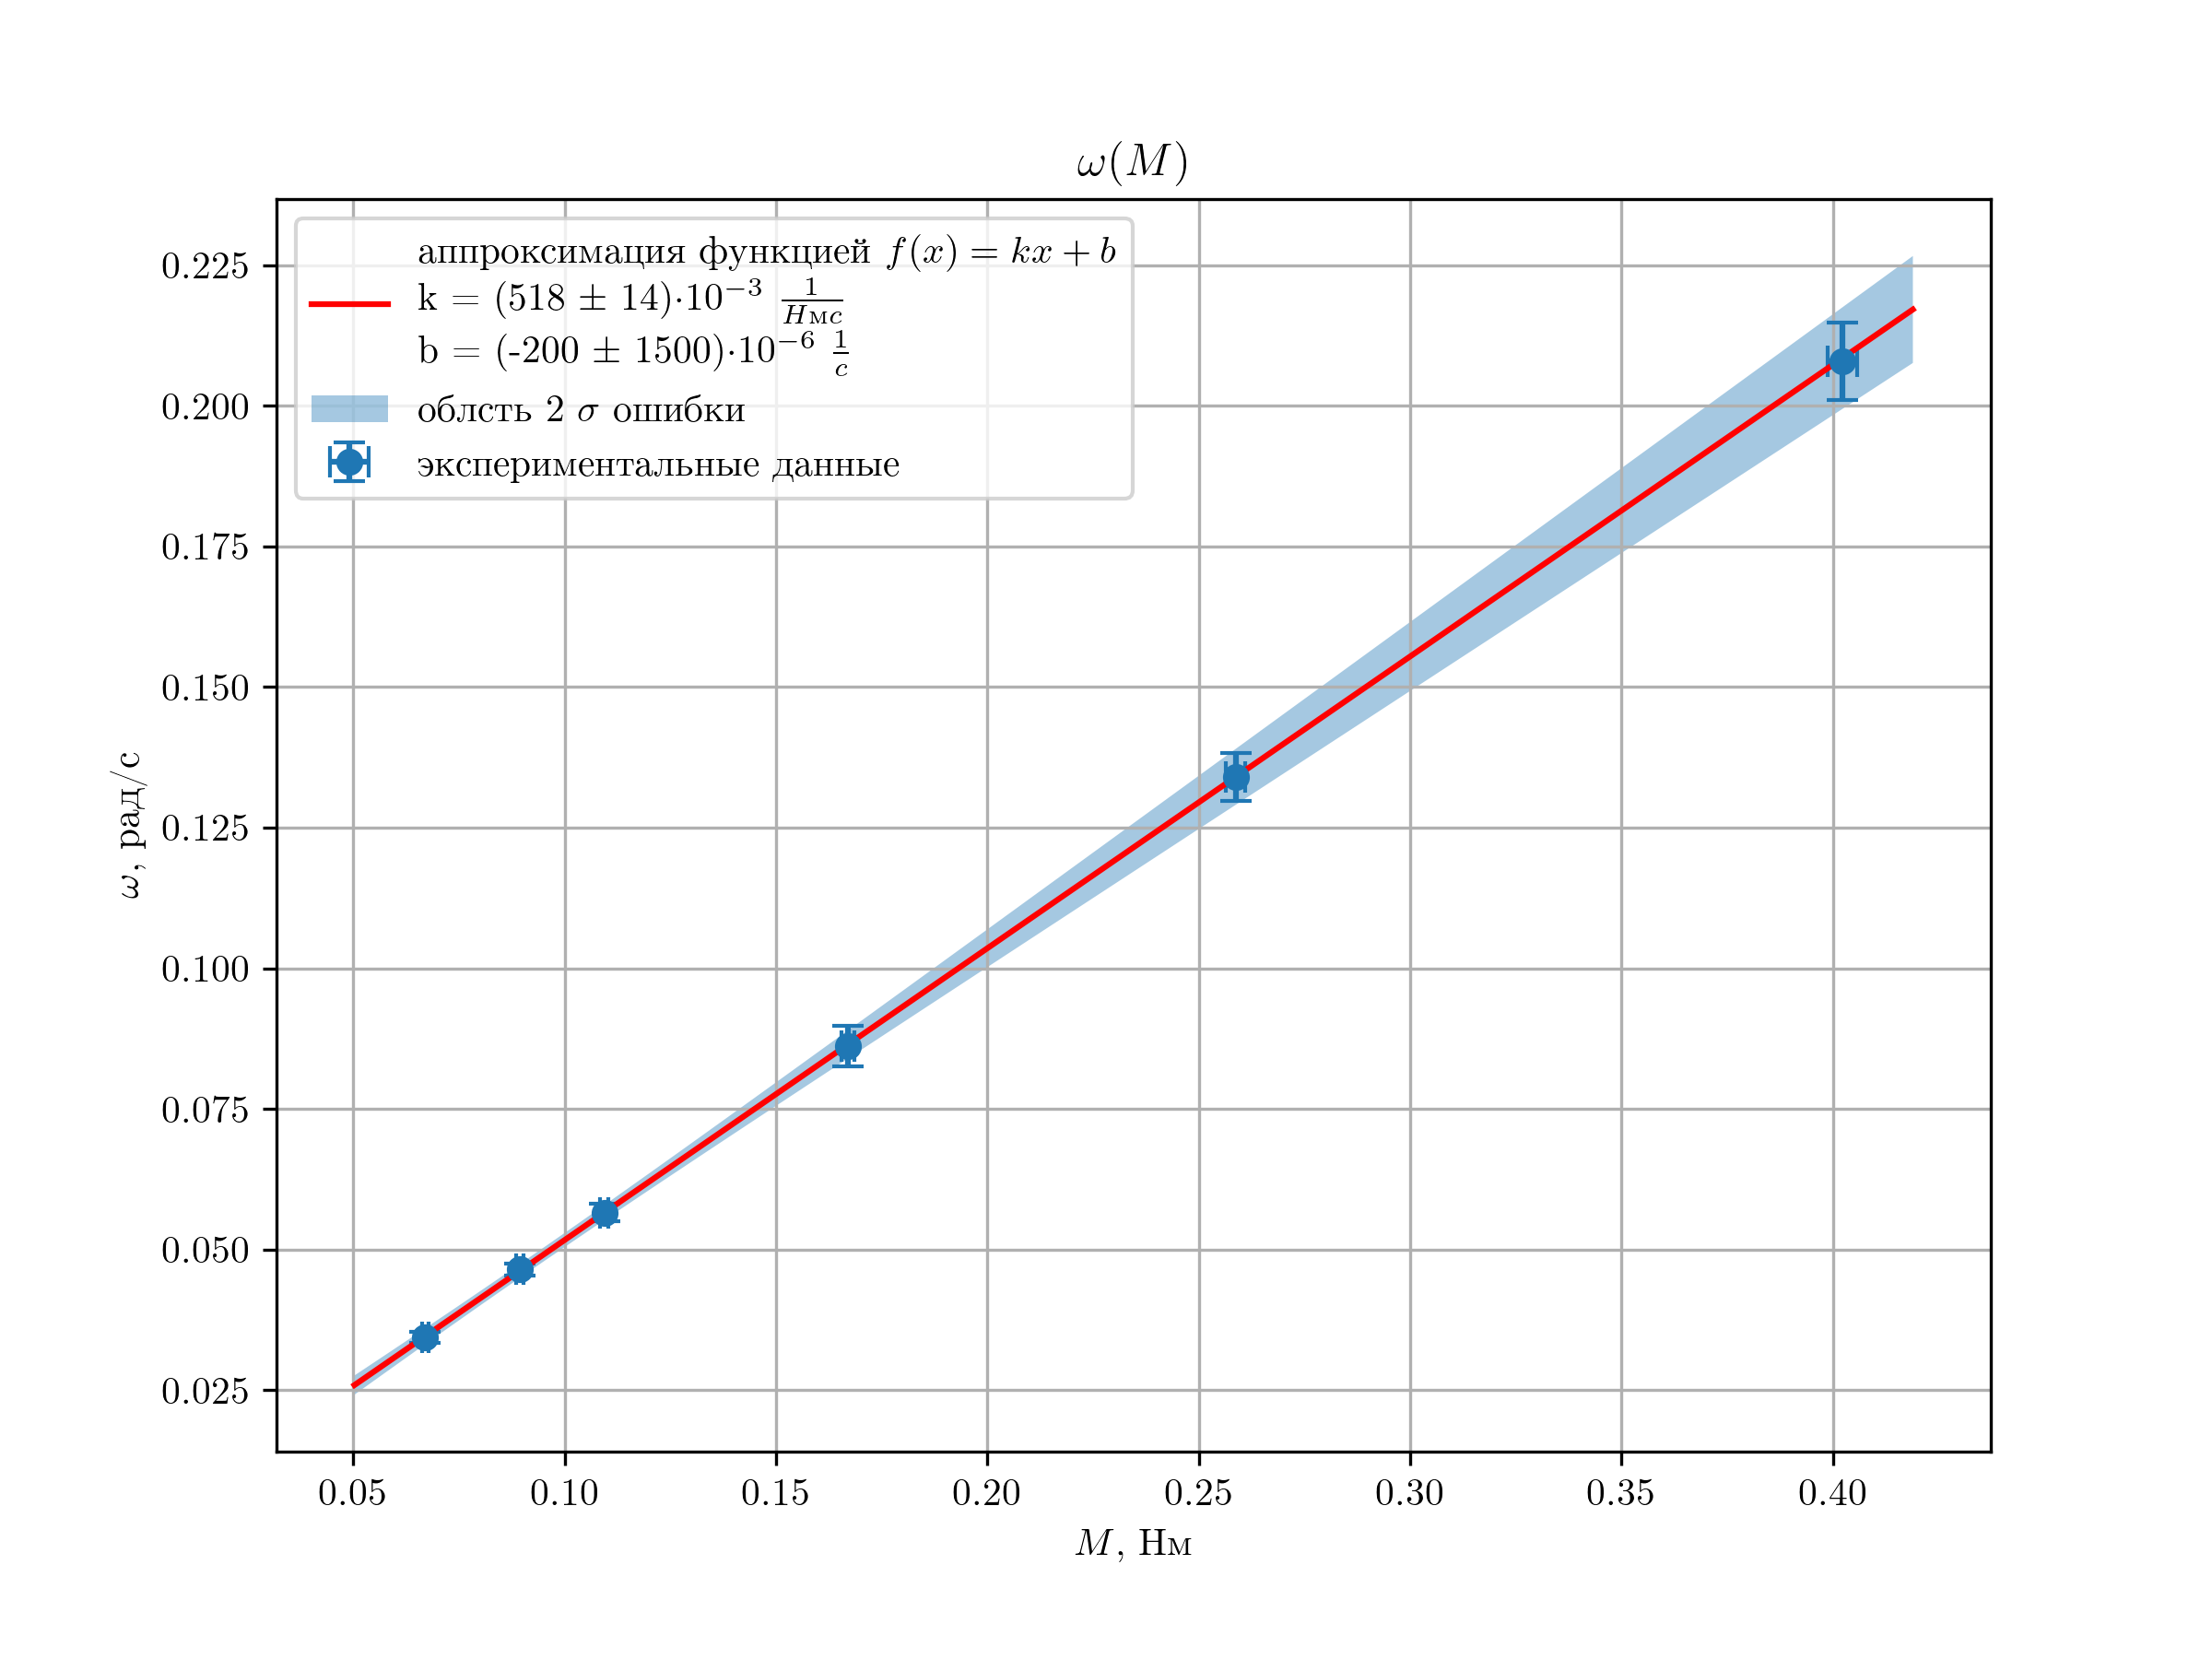 ω(M)
аппроксимация функцией f(x) = kx + b
k = (518 ± 14)·10⁻³ 1/Нмс
b = (-200 ± 1500)·10⁻⁶ 1/с
облсть 2 σ ошибки
экспериментальные данные
0.225
0.200
0.175
0.150
0.125
0.100
0.075
0.050
0.025
ω, рад/с
0.05 0.10 0.15 0.20 0.25 0.30 0.35 0.40
M, Нм